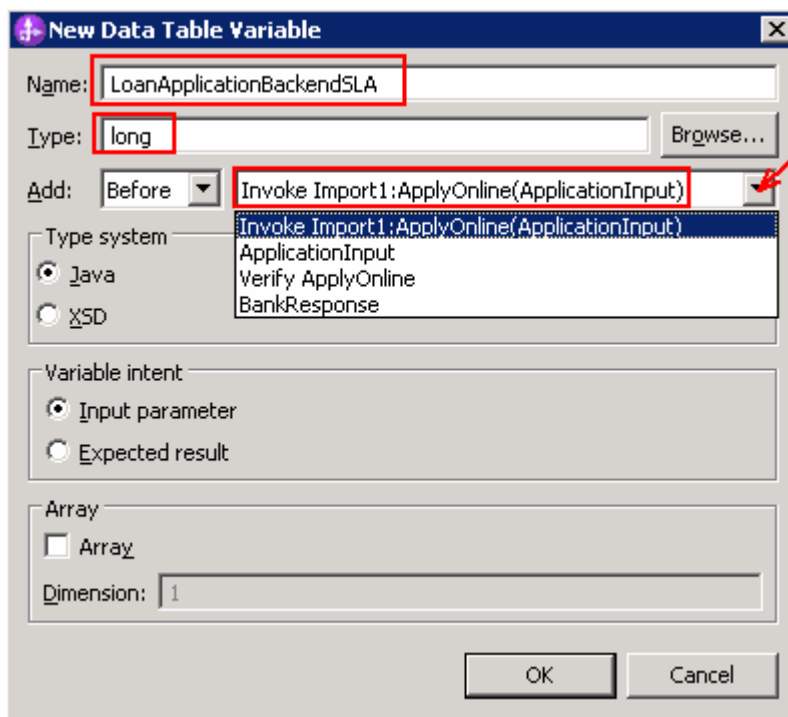 New Data Table Variable
Name: LoanApplicationBackendSLA
Type: long Browse...
Add: Before Invoke Import1:ApplyOnline(ApplicationInput)
Invoke Import1:ApplyOnline(ApplicationInput)
ApplicationInput
Verify ApplyOnline
BankResponse
Type system
Java
XSD
Variable intent
Input parameter
Expected result
Array
Array
Dimension: 1
OK Cancel